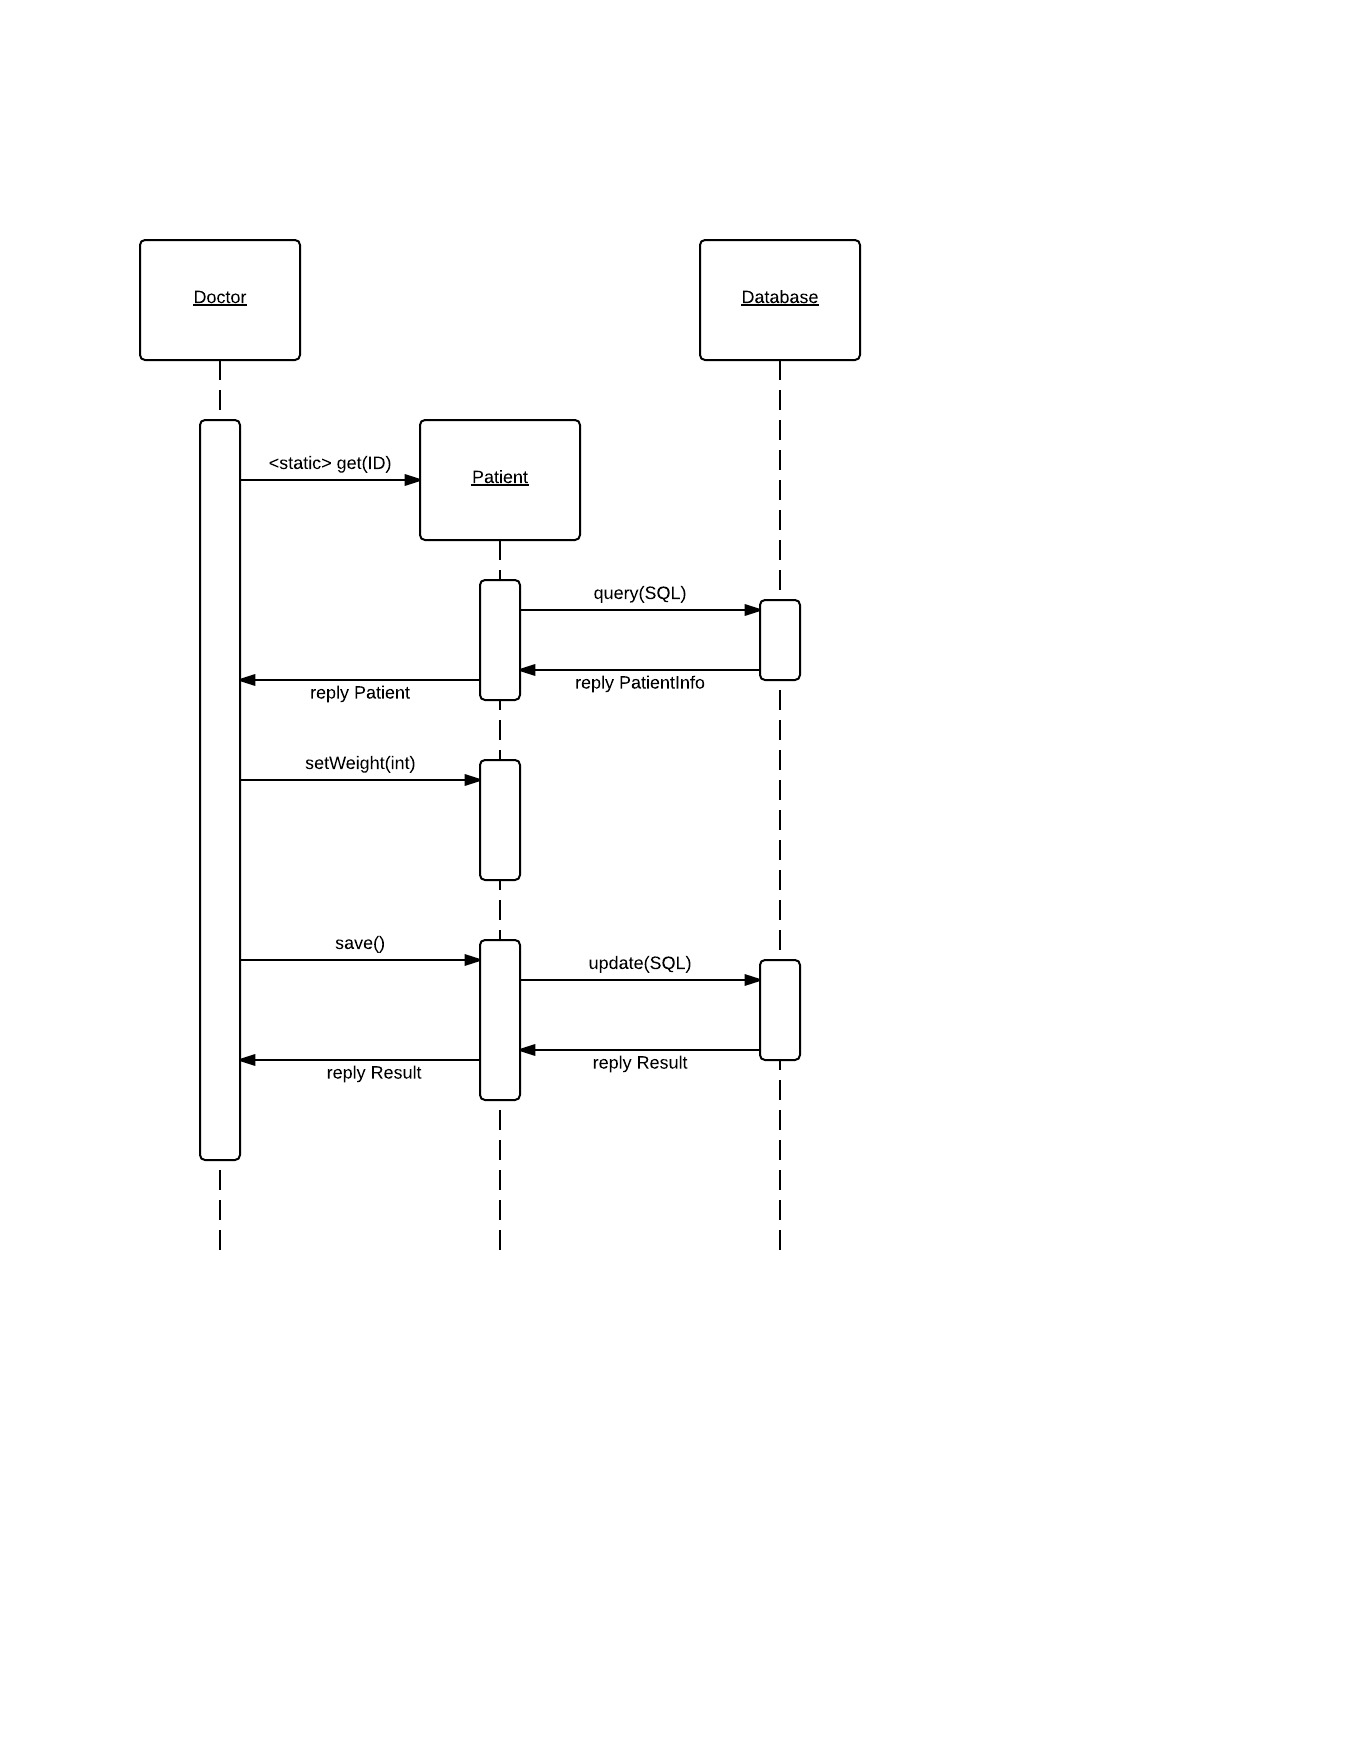 Doctor
Database
<static> get(ID)
Patient
query(SQL)
reply PatientInfo
reply Patient
setWeight(int)
save()
update(SQL)
reply Result
reply Result